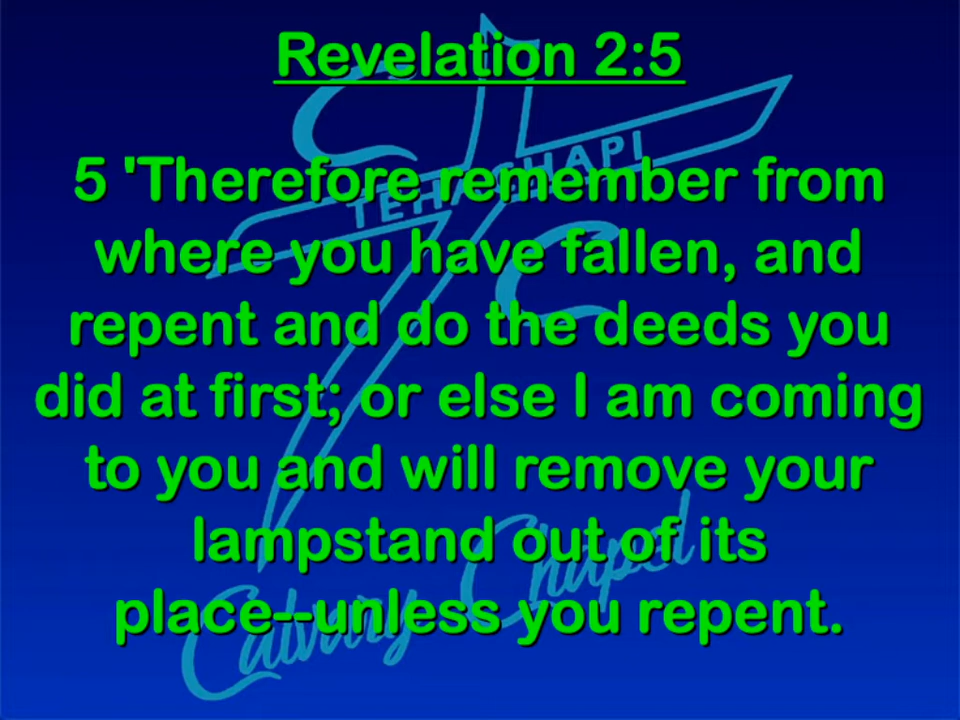 Revelation 2:5
5 'Therefore remember from
where you have fallen, and
repent and do the deeds you
did at first; or else I am coming
to you and will remove your
lampstand out of its
place--unless you repent.
TEHACHAPI
Calvary Chapel